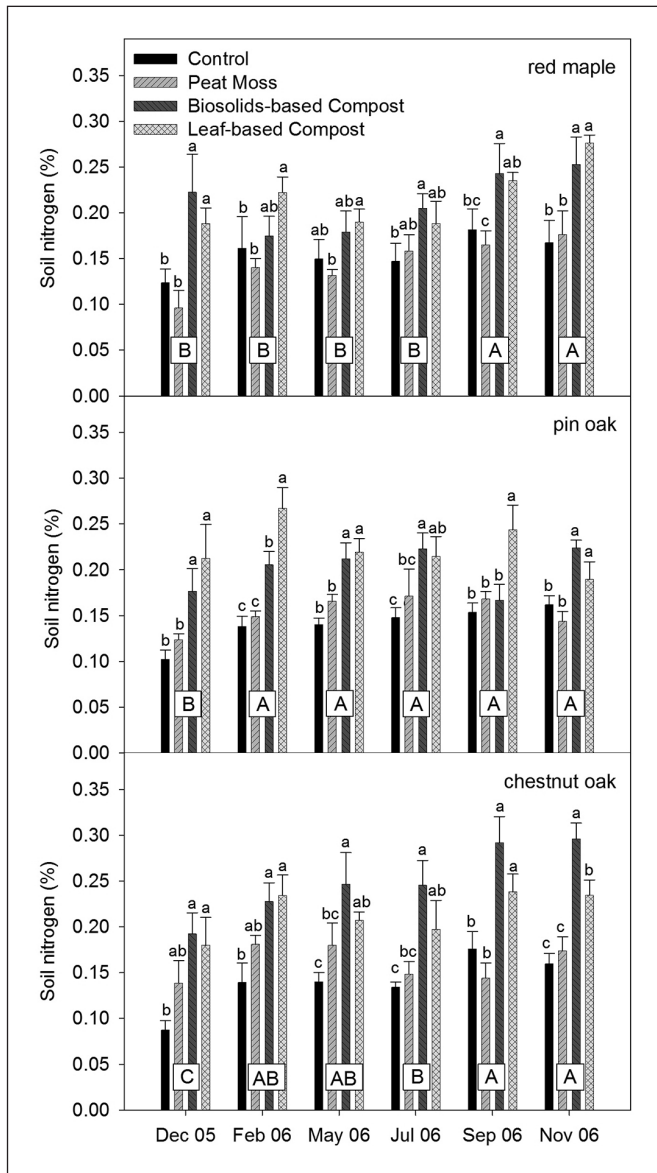 Control
Peat Moss
Biosolids-based Compost
Leaf-based Compost
red maple
Soil nitrogen (%)
0.35
0.30
0.25
0.20
0.15
0.10
0.05
0.00
b b a a
b b ab a
ab b ab a
b ab a ab
bc c a ab
b b a a
B B B B A A
pin oak
Soil nitrogen (%)
0.35
0.30
0.25
0.20
0.15
0.10
0.05
0.00
b b a a
c c b a
b b a a
c bc a ab
b b b a
b b a a
B A A A A A
chestnut oak
Soil nitrogen (%)
0.35
0.30
0.25
0.20
0.15
0.10
0.05
0.00
b ab a a
b ab a a
c bc a ab
c bc a ab
b b a a
c c a b
C AB AB B A A
Dec 05 Feb 06 May 06 Jul 06 Sep 06 Nov 06